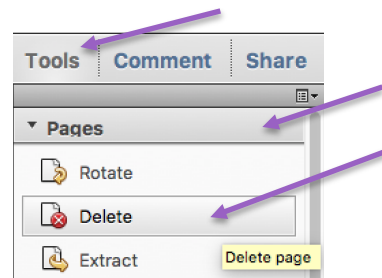 Tools Comment Share
Pages
Rotate
Delete
Extract Delete page